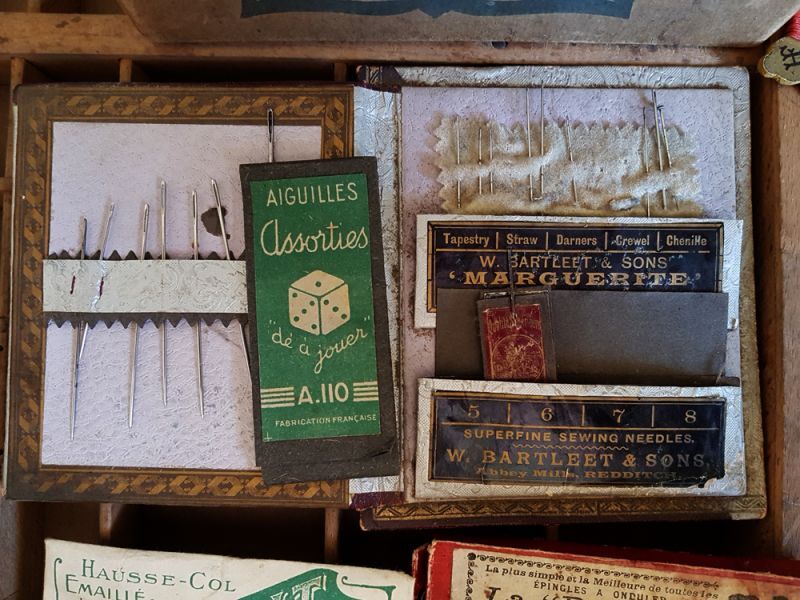 AIGUILLES
Assorties
"dé à jouer"
A.110
FABRICATION FRANÇAISE
Tapestry | Straw | Darners | Crewel | Chenille
W. BARTLEET & SONS'
'MARGUERITE'
5 | 6 | 7 | 8
SUPERFINE SEWING NEEDLES.
W. BARTLEET & SONS,
Abbey Mills, REDDITCH
HAUSSE-COL
EMAILLÉ
La plus simple et la Meilleure de toutes les
ÉPINGLES A ONDULER